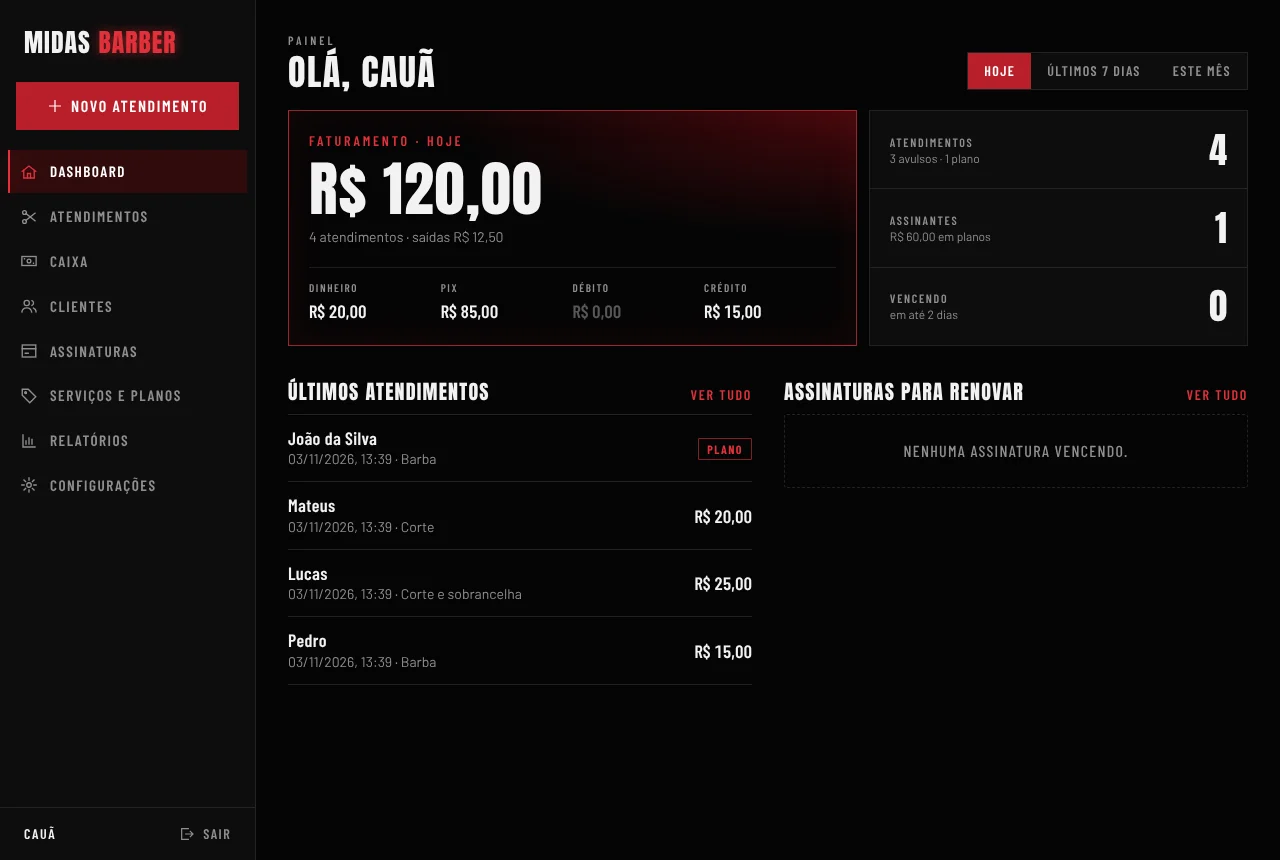 MIDAS BARBER
NOVO ATENDIMENTO
DASHBOARD
ATENDIMENTOS
CAIXA
CLIENTES
ASSINATURAS
SERVIÇOS E PLANOS
RELATÓRIOS
CONFIGURAÇÕES
CAUÃ
SAIR
PAINEL
OLÁ, CAUÃ
HOJE
ÚLTIMOS 7 DIAS
ESTE MÊS
FATURAMENTO · HOJE
R$ 120,00
4 atendimentos · saídas R$ 12,50
DINHEIRO
R$ 20,00
PIX
R$ 85,00
DÉBITO
R$ 0,00
CRÉDITO
R$ 15,00
ATENDIMENTOS
3 avulsos · 1 plano
4
ASSINANTES
R$ 60,00 em planos
1
VENCENDO
em até 2 dias
0
ÚLTIMOS ATENDIMENTOS
VER TUDO
João da Silva
03/11/2026, 13:39 · Barba
PLANO
Mateus
03/11/2026, 13:39 · Corte
R$ 20,00
Lucas
03/11/2026, 13:39 · Corte e sobrancelha
R$ 25,00
Pedro
03/11/2026, 13:39 · Barba
R$ 15,00
ASSINATURAS PARA RENOVAR
VER TUDO
NENHUMA ASSINATURA VENCENDO.